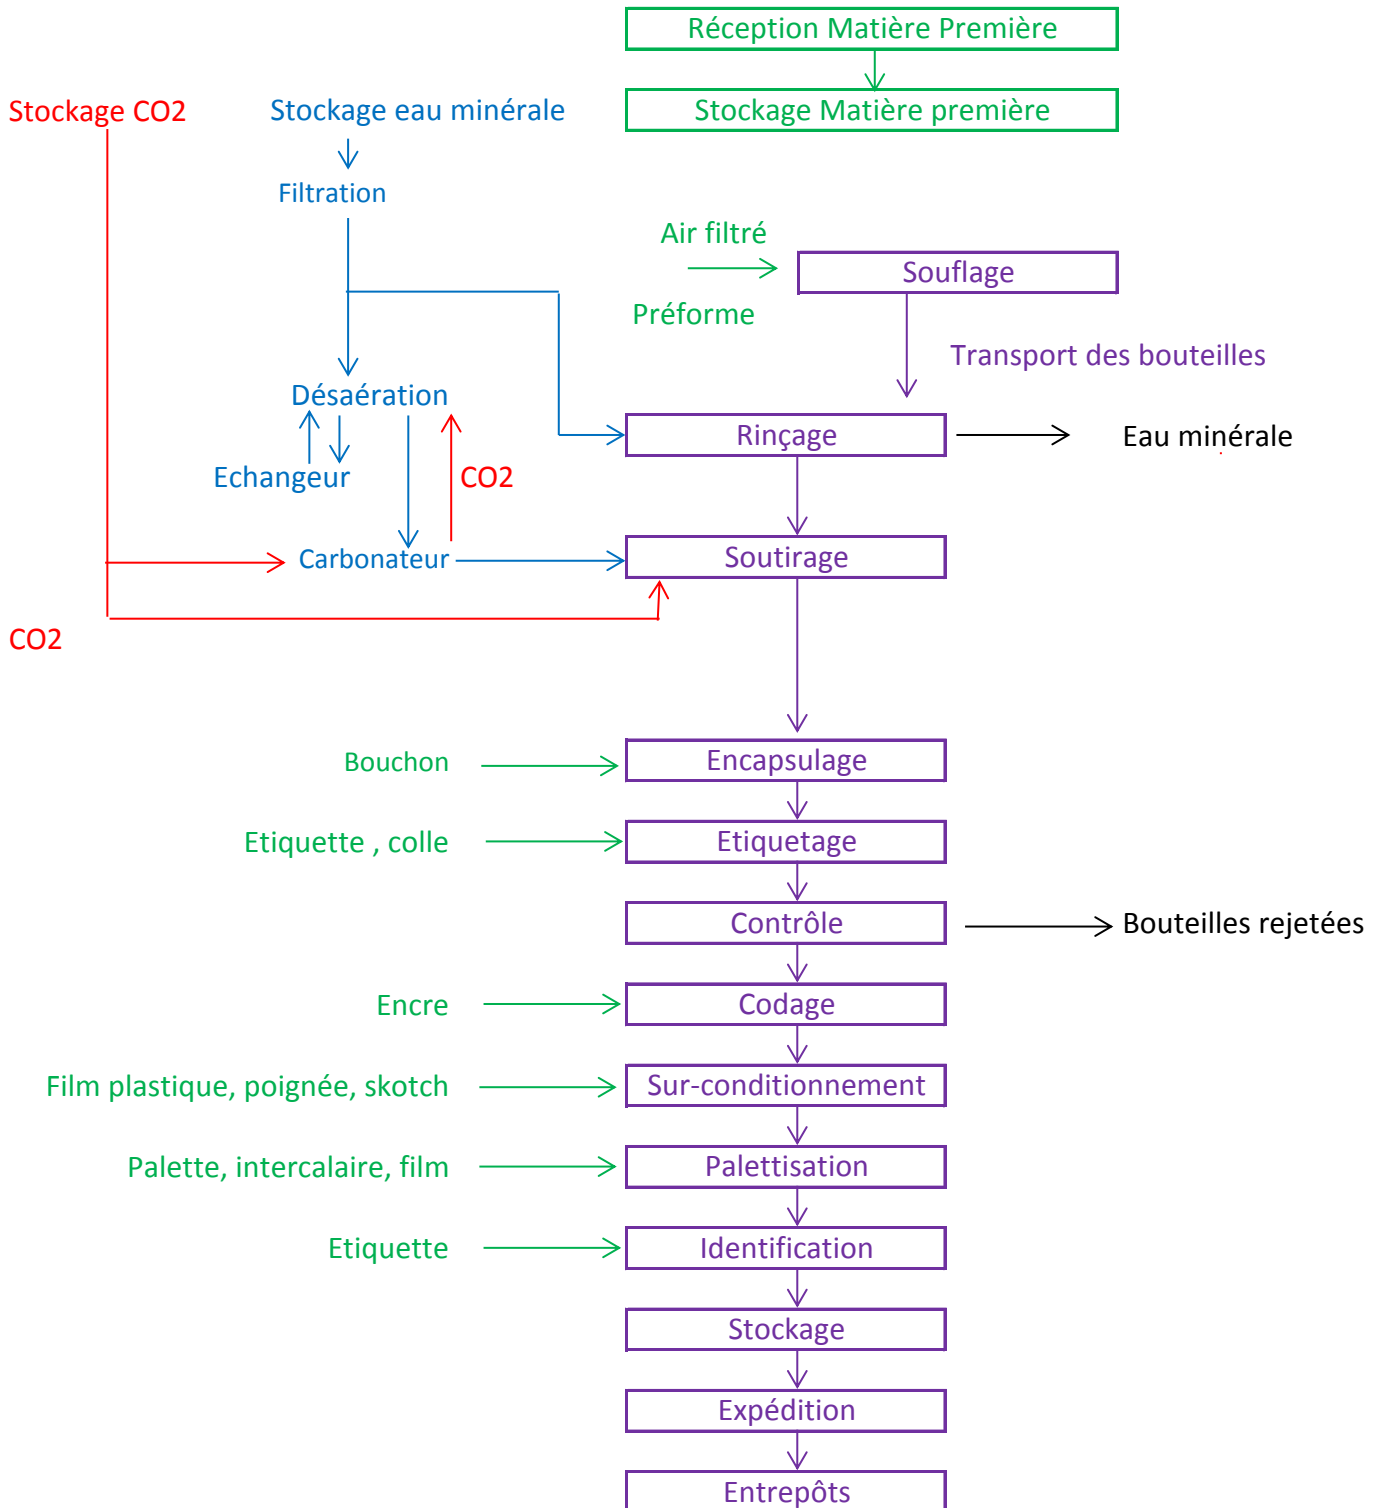 Réception Matière Première
Stockage CO2
Stockage eau minérale
Stockage Matière première
Filtration
Air filtré
Souflage
Préforme
Transport des bouteilles
Désaération
Rinçage
Eau minérale
Echangeur
CO2
Carbonateur
Soutirage
CO2
Bouchon
Encapsulage
Etiquette , colle
Etiquetage
Contrôle
Bouteilles rejetées
Encre
Codage
Film plastique, poignée, skotch
Sur-conditionnement
Palette, intercalaire, film
Palettisation
Etiquette
Identification
Stockage
Expédition
Entrepôts